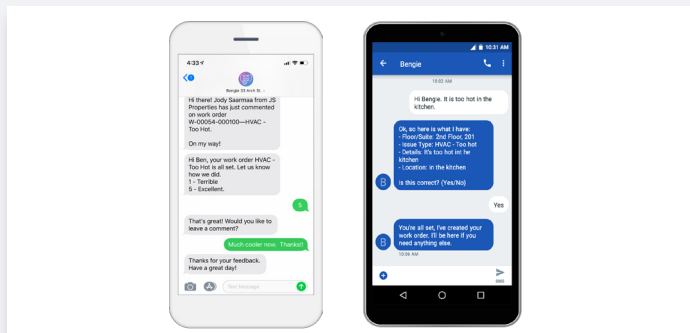 4:33
Bengie 33 Arch St.
Hi there! Jody Saarmaa from JS
Properties has just commented
on work order
W-00054-000100—HVAC -
Too Hot.
On my way!
Hi Ben, your work order HVAC -
Too Hot is all set. Let us know
how we did.
1 - Terrible
5 - Excellent.
5
That's great! Would you like to
leave a comment?
Much cooler now. Thanks!!
Thanks for your feedback.
Have a great day!
Text Message
10:31 AM
Bengie
10:02 AM
Hi Bengie. It is too hot in the
kitchen.
Ok, so here is what I have:
- Floor/Suite: 2nd Floor, 201
- Issue Type: HVAC - Too hot
- Details: It's too hot int he
kitchen
- Location: in the kitchen
Is this correct? (Yes/No)
B
Yes
You're all set, I've created your
work order. I'll be here if you
need anything else.
B
10:06 AM
SMS